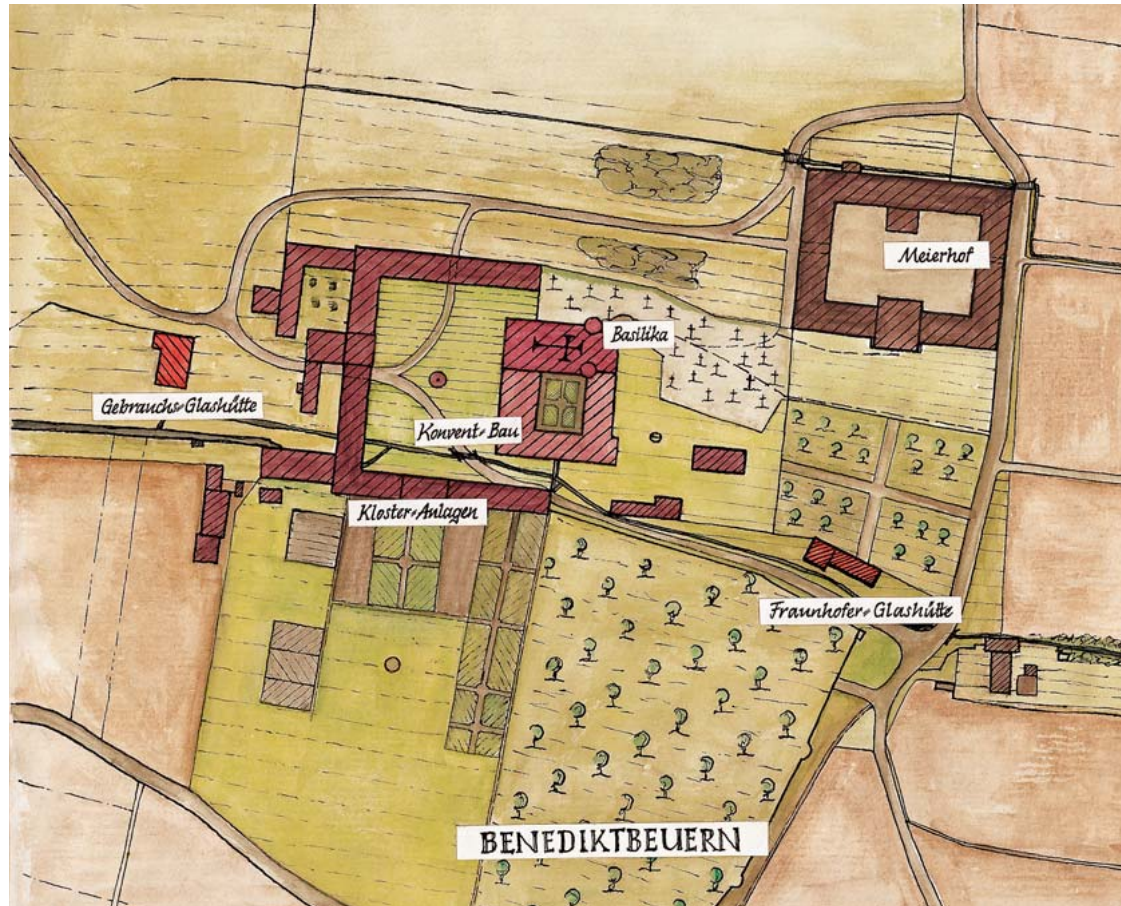 Meierhof
Basilika
Gebrauchs-Glashütte
Konvent-Bau
Kloster-Anlagen
Fraunhofer-Glashütte
BENEDIKTBEUERN